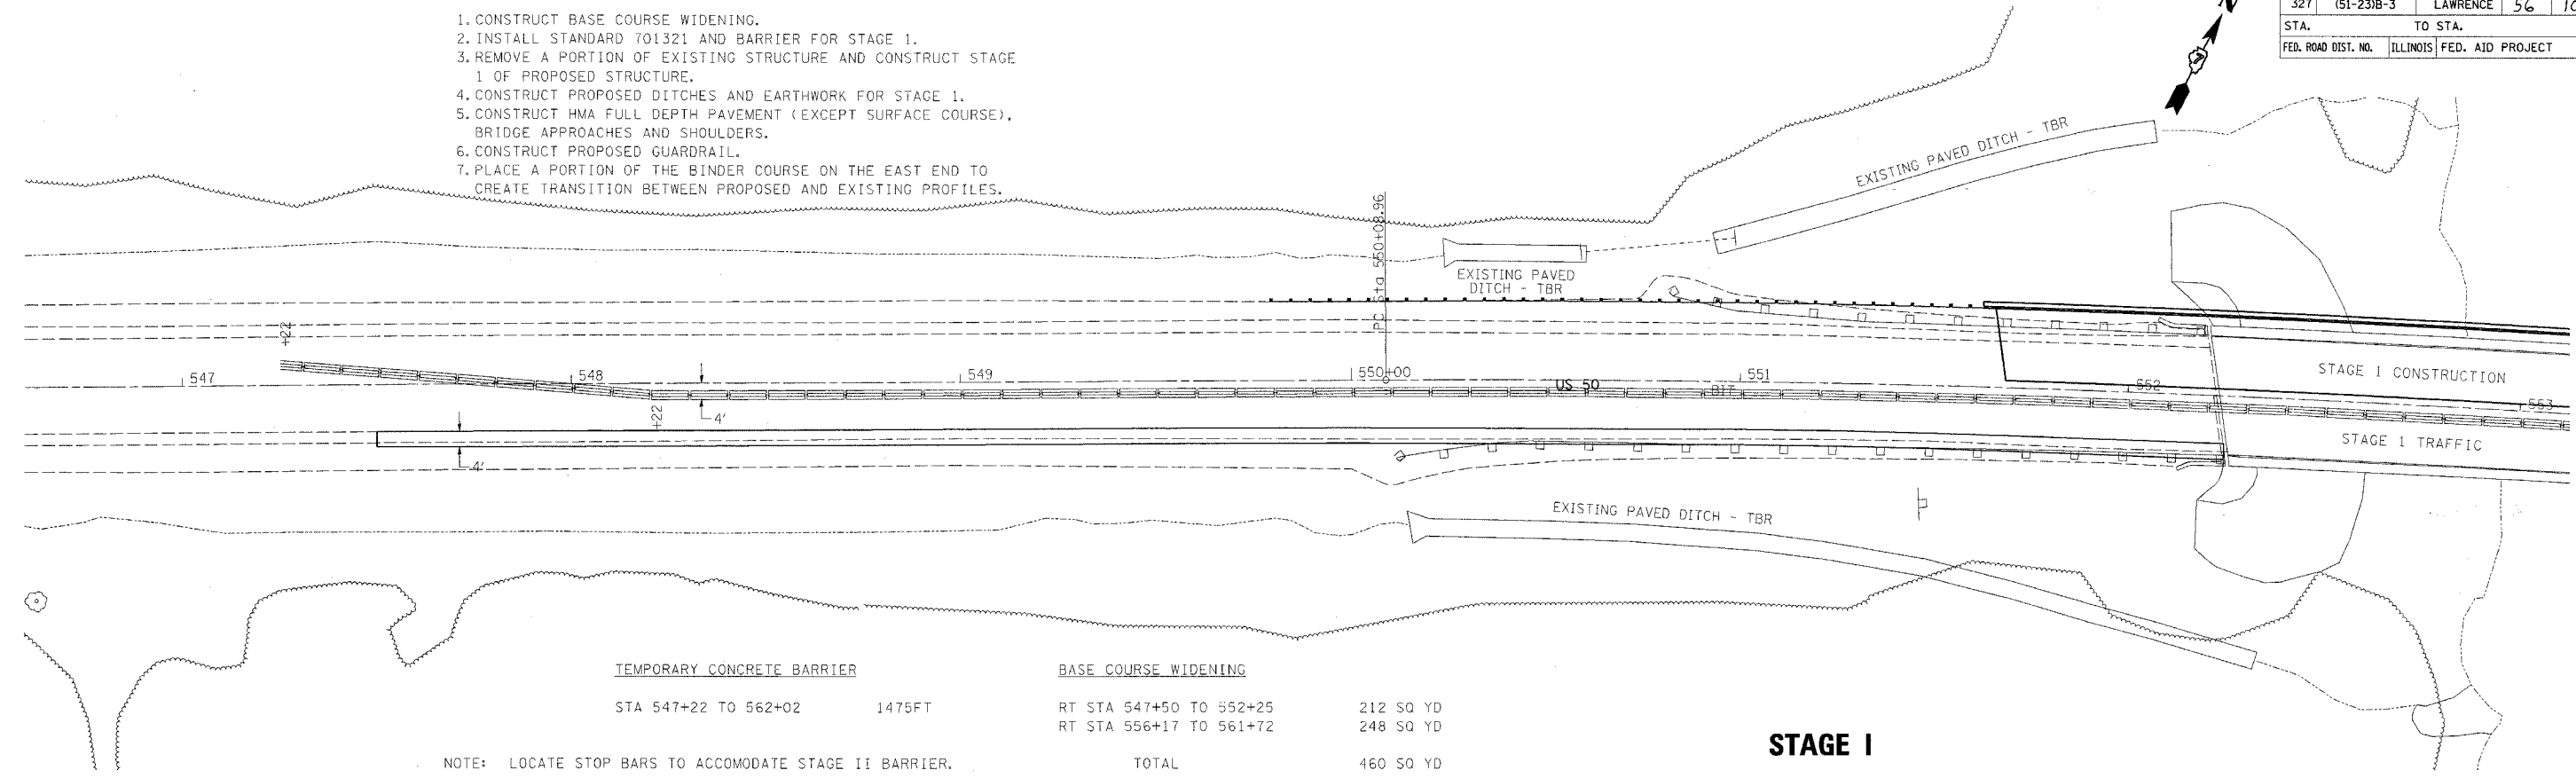 1. CONSTRUCT BASE COURSE WIDENING.
2. INSTALL STANDARD 701321 AND BARRIER FOR STAGE 1.
3. REMOVE A PORTION OF EXISTING STRUCTURE AND CONSTRUCT STAGE
1 OF PROPOSED STRUCTURE.
4. CONSTRUCT PROPOSED DITCHES AND EARTHWORK FOR STAGE 1.
5. CONSTRUCT HMA FULL DEPTH PAVEMENT (EXCEPT SURFACE COURSE),
BRIDGE APPROACHES AND SHOULDERS.
6. CONSTRUCT PROPOSED GUARDRAIL.
7. PLACE A PORTION OF THE BINDER COURSE ON THE EAST END TO
CREATE TRANSITION BETWEEN PROPOSED AND EXISTING PROFILES.
327 (51-23)B-3 LAWRENCE 56
STA. TO STA.
FED. ROAD DIST. NO. ILLINOIS FED. AID PROJECT
N
7
EXISTING PAVED DITCH - TBR
PC Sta 550+08.96
EXISTING PAVED
DITCH - TBR
+22
547
548
549
550+00
US 50
BIT
551
552
553
STAGE 1 CONSTRUCTION
+22
4'
4'
STAGE 1 TRAFFIC
EXISTING PAVED DITCH - TBR
TEMPORARY CONCRETE BARRIER
STA 547+22 TO 562+02 1475FT
BASE COURSE WIDENING
RT STA 547+50 TO 552+25 212 SQ YD
RT STA 556+17 TO 561+72 248 SQ YD
TOTAL 460 SQ YD
NOTE: LOCATE STOP BARS TO ACCOMODATE STAGE II BARRIER.
STAGE I